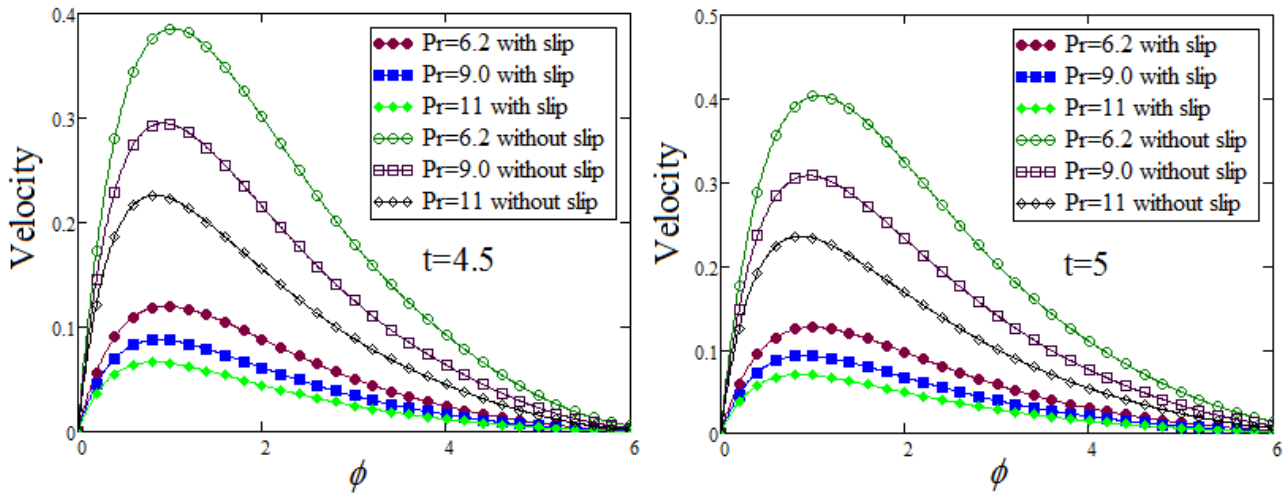 0.4
0.3
0.2
0.1
0
Velocity
Pr=6.2 with slip
Pr=9.0 with slip
Pr=11 with slip
Pr=6.2 without slip
Pr=9.0 without slip
Pr=11 without slip
t=4.5
0 2 4 6
ϕ
0.5
0.4
0.3
0.2
0.1
0
Velocity
Pr=6.2 with slip
Pr=9.0 with slip
Pr=11 with slip
Pr=6.2 without slip
Pr=9.0 without slip
Pr=11 without slip
t=5
0 2 4 6
ϕ